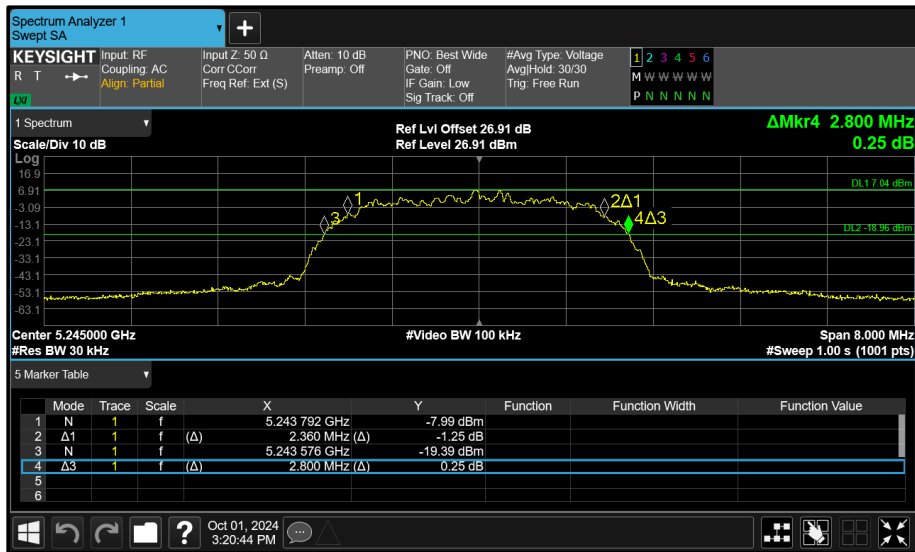 Spectrum Analyzer 1
Swept SA
KEYSIGHT
R T
LXI
Input: RF
Coupling: AC
Align: Partial
Input Z: 50 Ω
Corr CCorr
Freq Ref: Ext (S)
Atten: 10 dB
Preamp: Off
PNO: Best Wide
Gate: Off
IF Gain: Low
Sig Track: Off
#Avg Type: Voltage
Avg|Hold: 30/30
Trig: Free Run
1 2 3 4 5 6
M W W W W W
P N N N N N
1 Spectrum
Scale/Div 10 dB
Ref Lvl Offset 26.91 dB
Ref Level 26.91 dBm
ΔMkr4 2.800 MHz
0.25 dB
Log
16.9
6.91
-3.09
-13.1
-23.1
-33.1
-43.1
-53.1
-63.1
DL1 7.04 dBm
1
2Δ1
3
4Δ3
DL2 -18.96 dBm
Center 5.245000 GHz
#Video BW 100 kHz
Span 8.000 MHz
#Res BW 30 kHz
#Sweep 1.00 s (1001 pts)
5 Marker Table
Mode Trace Scale X Y Function Function Width Function Value
1 N 1 f 5.243 792 GHz -7.99 dBm
2 Δ1 1 f (Δ) 2.360 MHz (Δ) -1.25 dB
3 N 1 f 5.243 576 GHz -19.39 dBm
4 Δ3 1 f (Δ) 2.800 MHz (Δ) 0.25 dB
5
6
?
Oct 01, 2024
3:20:44 PM